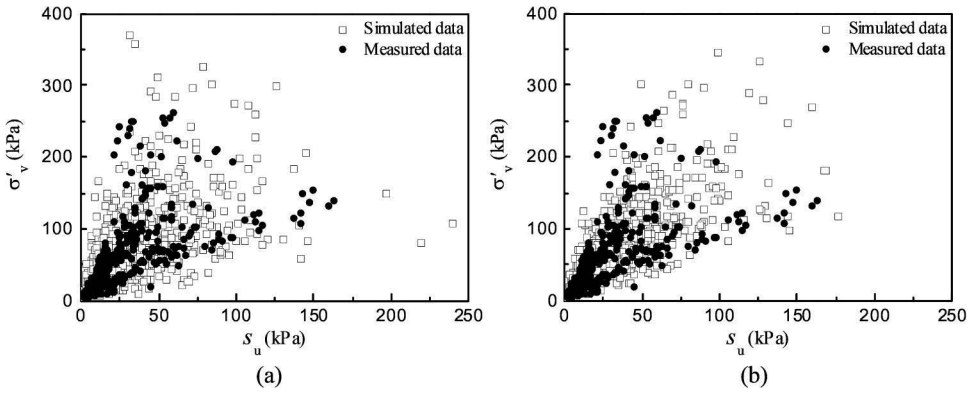 400
300
200
100
0
σ′v (kPa)
□ Simulated data
● Measured data
0 50 100 150 200 250
su (kPa)
(a)
400
300
200
100
0
σ′v (kPa)
□ Simulated data
● Measured data
0 50 100 150 200 250
su (kPa)
(b)